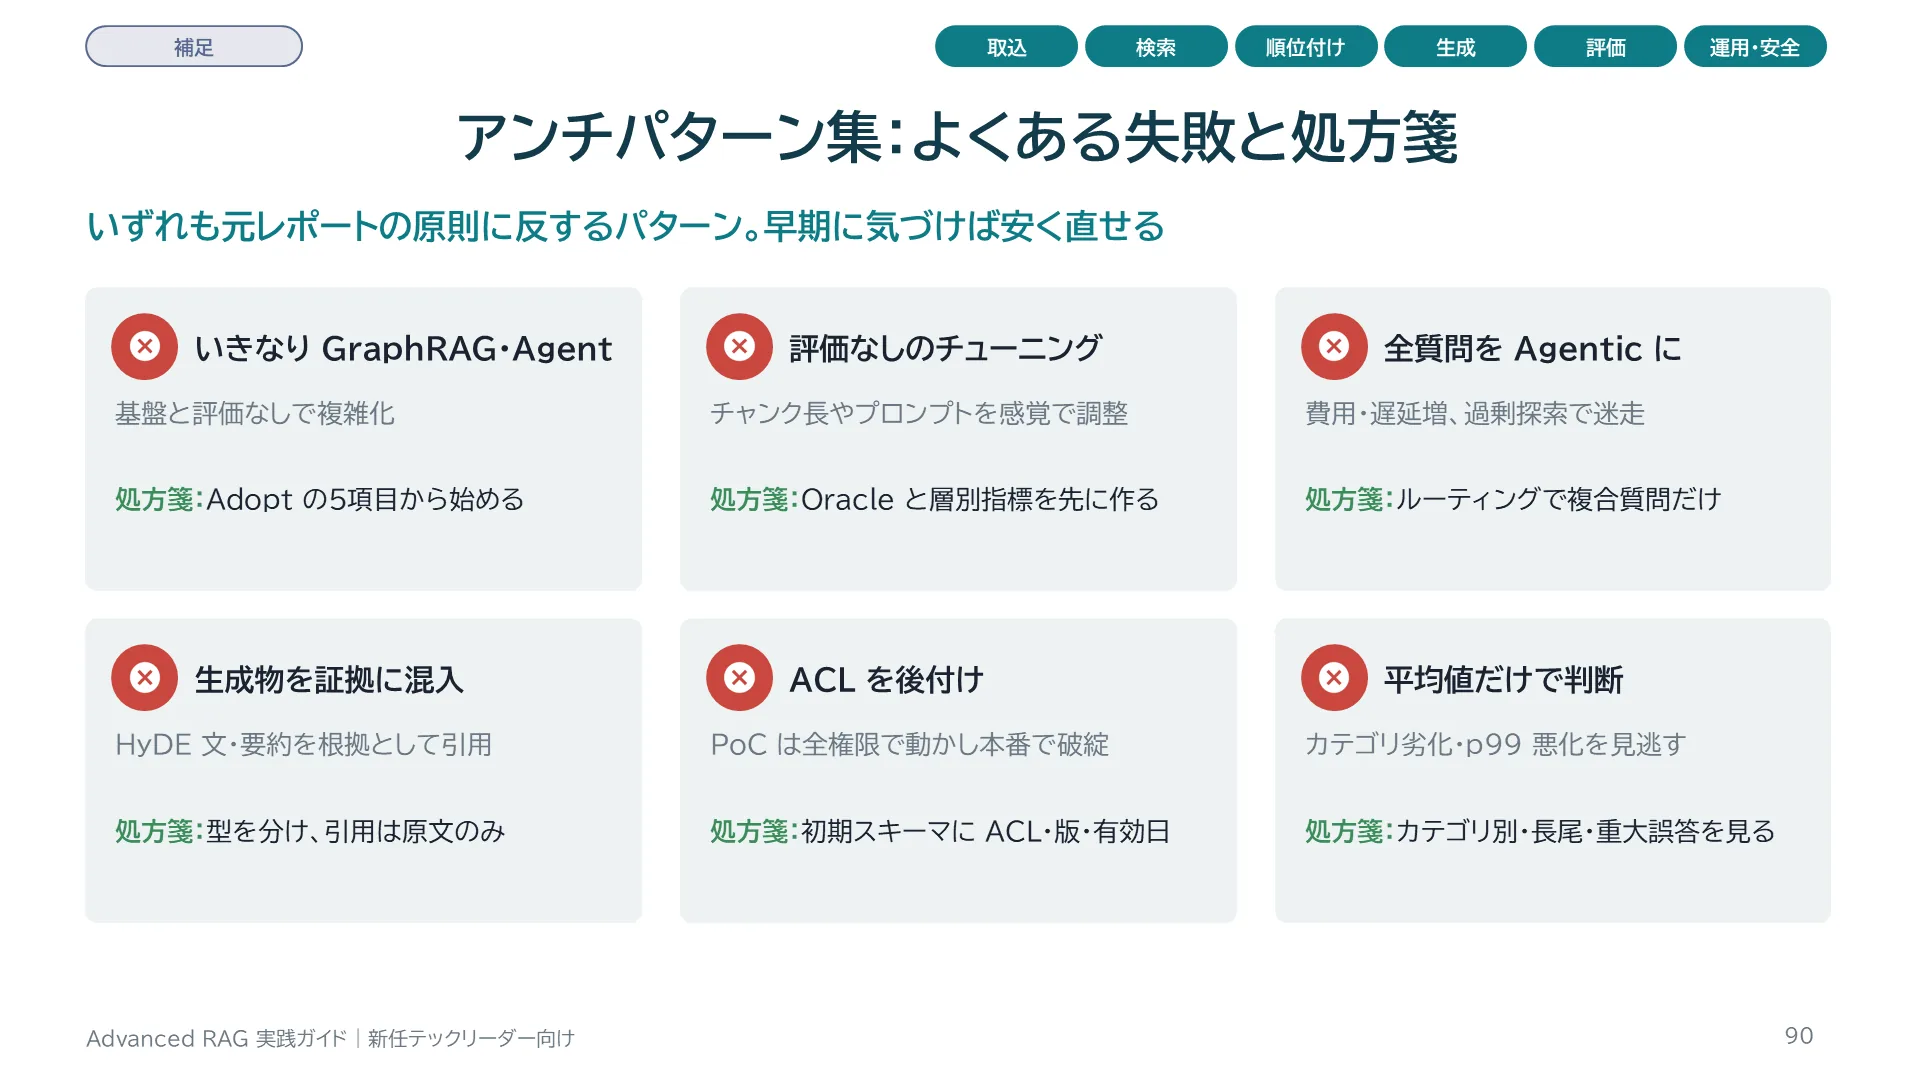 補足
取込
検索
順位付け
生成
評価
運用・安全
アンチパターン集：よくある失敗と処方箋
いずれも元レポートの原則に反するパターン。早期に気づけば安く直せる
いきなり GraphRAG・Agent
基盤と評価なしで複雑化
処方箋：Adopt の5項目から始める
評価なしのチューニング
チャンク長やプロンプトを感覚で調整
処方箋：Oracle と層別指標を先に作る
全質問を Agentic に
費用・遅延増、過剰探索で迷走
処方箋：ルーティングで複合質問だけ
生成物を証拠に混入
HyDE 文・要約を根拠として引用
処方箋：型を分け、引用は原文のみ
ACL を後付け
PoC は全権限で動かし本番で破綻
処方箋：初期スキーマに ACL・版・有効日
平均値だけで判断
カテゴリ劣化・p99 悪化を見逃す
処方箋：カテゴリ別・長尾・重大誤答を見る
Advanced RAG 実践ガイド｜新任テックリーダー向け
90